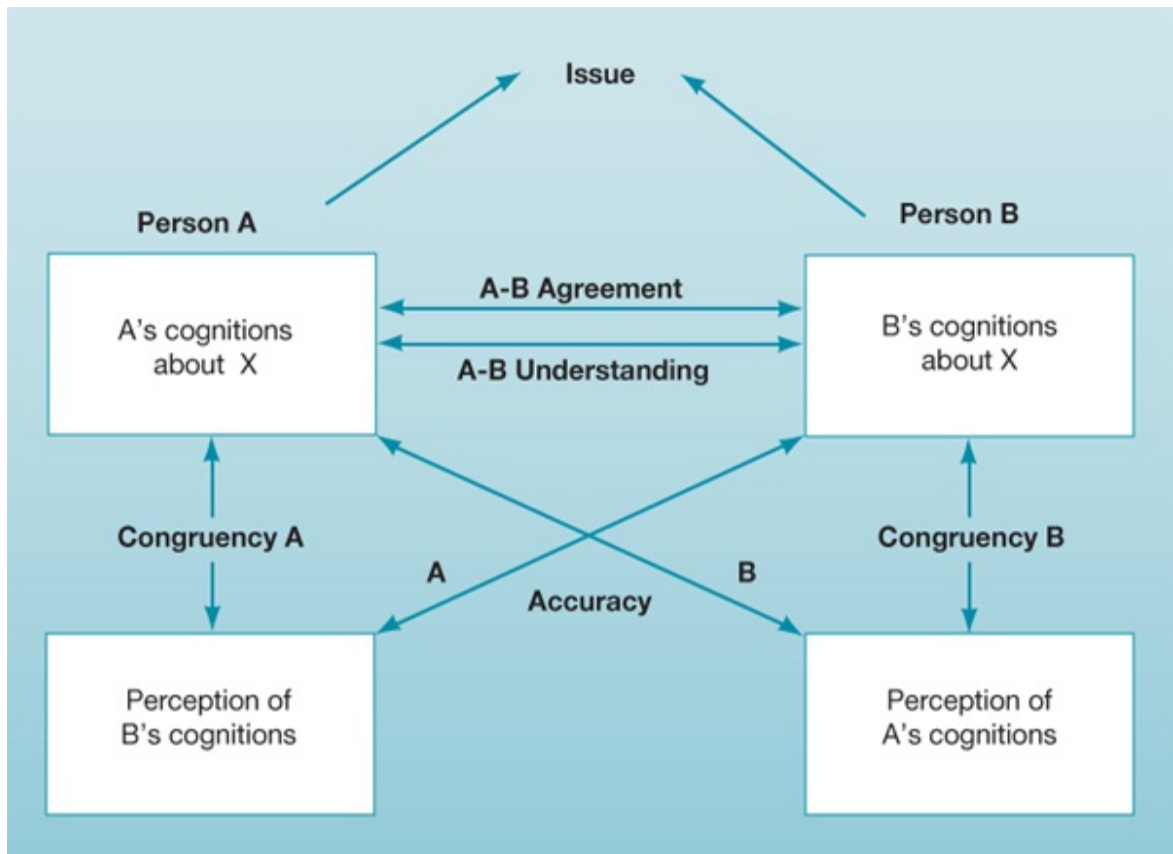 Issue
Person A
Person B
A-B Agreement
A's cognitions
about X
B's cognitions
about X
A-B Understanding
Congruency A
Congruency B
A
B
Accuracy
Perception of
B's cognitions
Perception of
A's cognitions